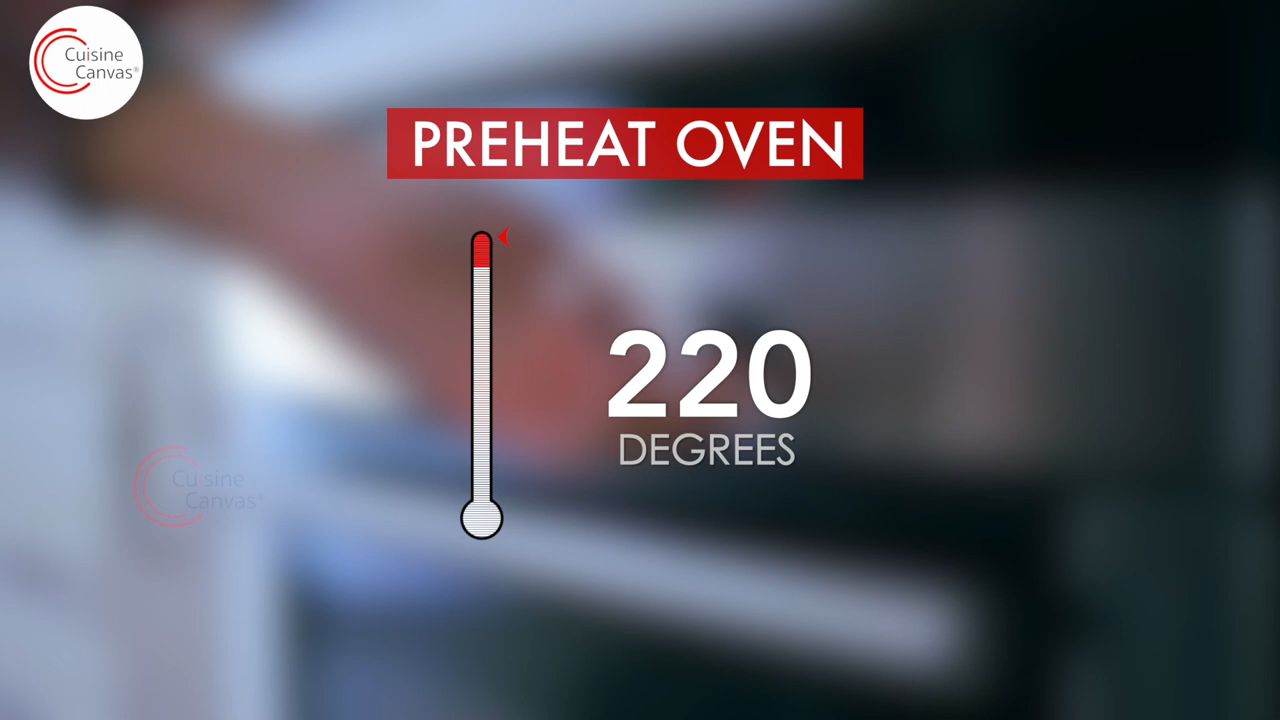 Cuisine
Canvas®
PREHEAT OVEN
220
DEGREES
Cuisine
Canvas